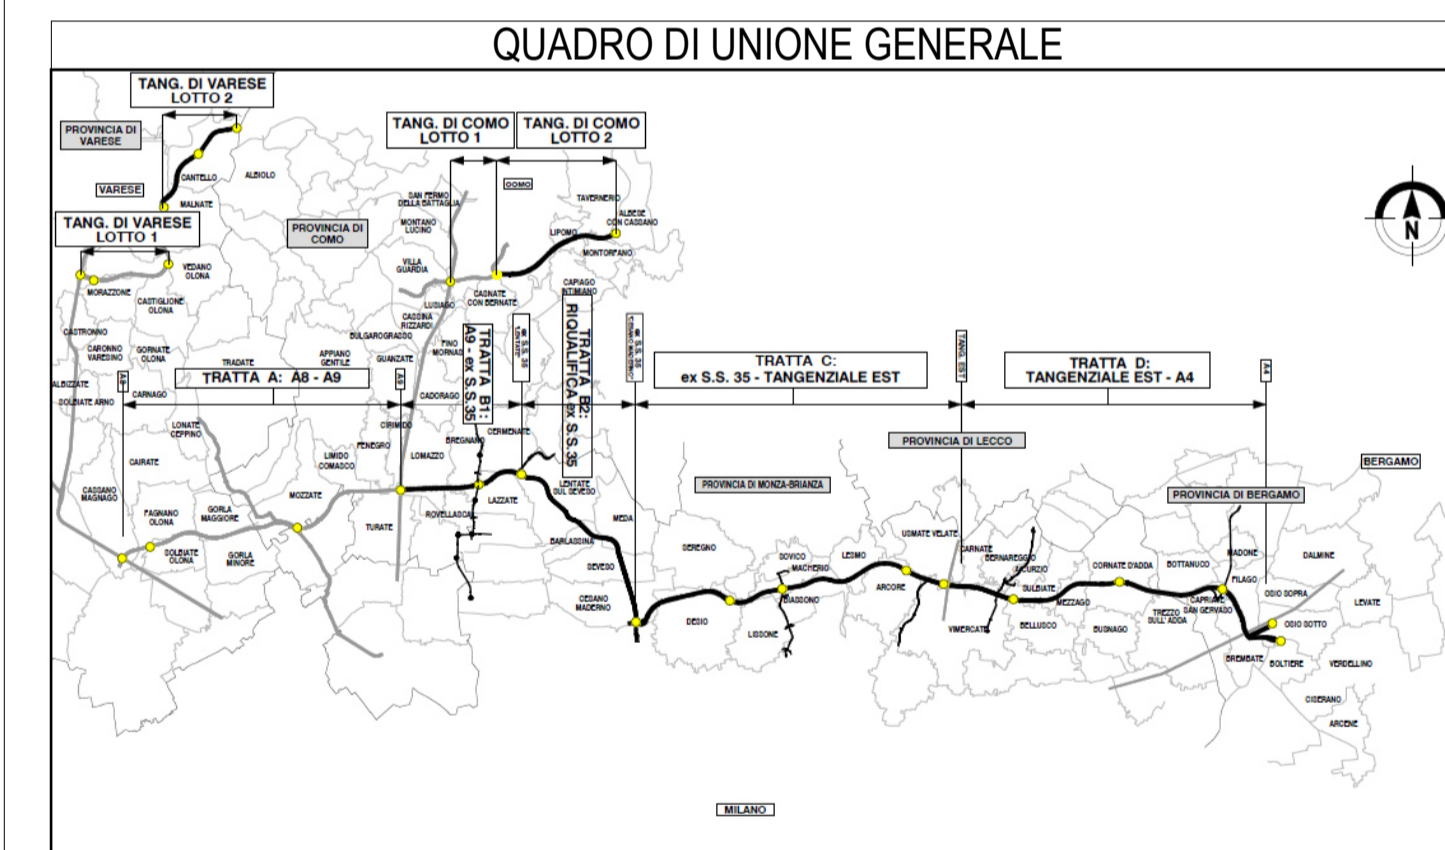 QUADRO DI UNIONE GENERALE
TANG. DI VARESE
LOTTO 2
PROVINCIA DI
VARESE
TANG. DI COMO
LOTTO 1
TANG. DI COMO
LOTTO 2
CANTELLO
ALBIOLO
VARESE
MALNATE
COMO
SAN FERMO
DELLA BATTAGLIA
TAVERNERIO
ALBESE
CON CASSANO
TANG. DI VARESE
LOTTO 1
PROVINCIA DI
COMO
MONTANO
LUCINO
LIPOMO
MONTORFANO
N
VEDANO
OLONA
VILLA
GUARDIA
MORAZZONE
CASTIGLIONE
OLONA
LUISAGO
CASNATE
CON BERNATE
CAPIAGO
INTIMIANO
CASSINA
RIZZARDI
CASTRONNO
BULGAROGRASSO
CARONNO
VARESINO
GORNATE
OLONA
TRADATE
APPIANO
GENTILE
GUANZATE
FINO
MORNASCO
TRATTA B1:
A9 - ex S.S.35
ex S.S. 35
TRATTA B2:
RIQUALIFICA ex S.S.35
ex S.S. 35
TRATTA C:
ex S.S. 35 - TANGENZIALE EST
TANG. EST
TRATTA D:
TANGENZIALE EST - A4
A4
ALBIZZATE
A8
TRATTA A: A8 - A9
A9
SOLBIATE ARNO
CARNAGO
CADORAGO
LONATE
CEPPINO
CIRIMIDO
CERMENATE
FENEGRO
BREGNANO
PROVINCIA DI LECCO
CAIRATE
LIMIDO
COMASCO
LOMAZZO
BERGAMO
CASSANO
MAGNAGO
MOZZATE
LAZZATE
LENTATE
SUL SEVESO
PROVINCIA DI MONZA-BRIANZA
PROVINCIA DI BERGAMO
FAGNANO
OLONA
GORLA
MAGGIORE
TURATE
ROVELLASCA
MEDA
SOLBIATE
OLONA
GORLA
MINORE
BARLASSINA
SEREGNO
SOVICO
MACHERIO
LESMO
USMATE VELATE
CARNATE
BERNAREGGIO
MADONE
DALMINE
SEVESO
CORNATE D'ADDA
BOTTANUCO
FILAGO
CESANO
MADERNO
BIASSONO
ARCORE
SULBIATE
MEZZAGO
CAPRIATE
SAN GERVASO
OSIO SOPRA
LEVATE
DESIO
LISSONE
VIMERCATE
BELLUSCO
BUSNAGO
TREZZO
SULL' ADDA
OSIO SOTTO
BREMBATE
BOLTIERE
VERDELLINO
CISERANO
ARCENE
MILANO